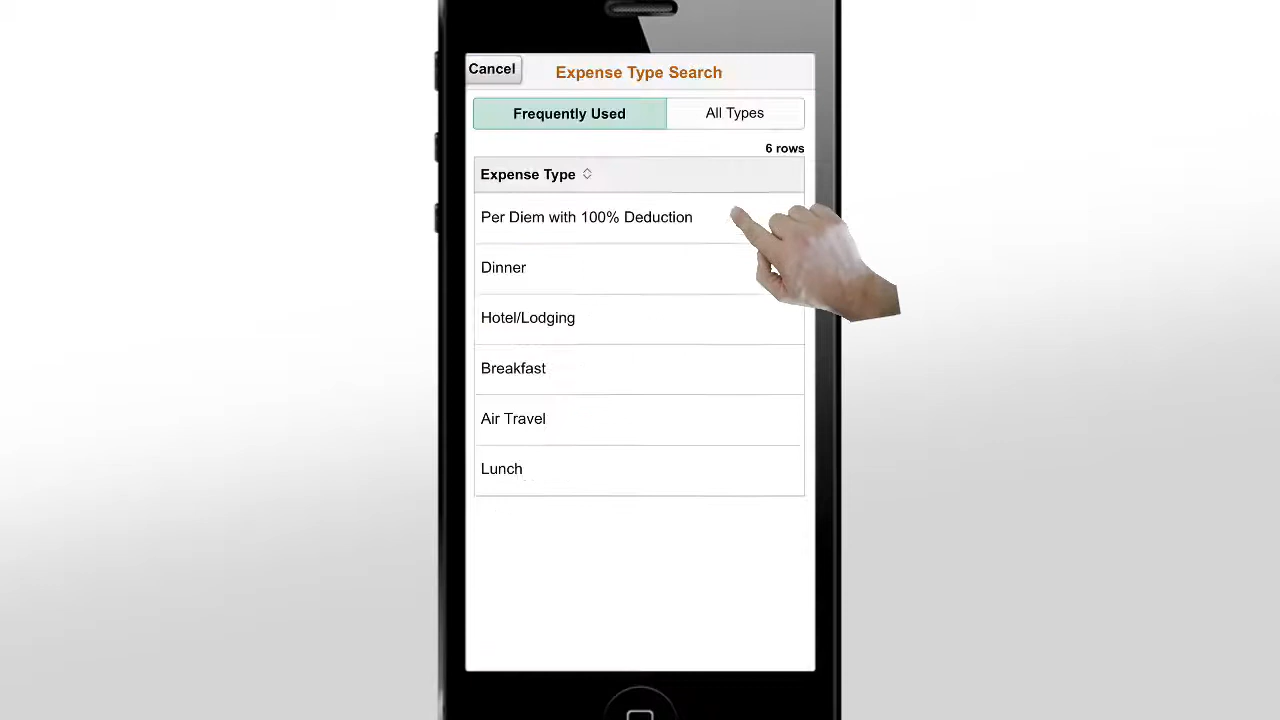 Cancel
Expense Type Search
Frequently Used
All Types
6 rows
Expense Type
Per Diem with 100% Deduction
Dinner
Hotel/Lodging
Breakfast
Air Travel
Lunch